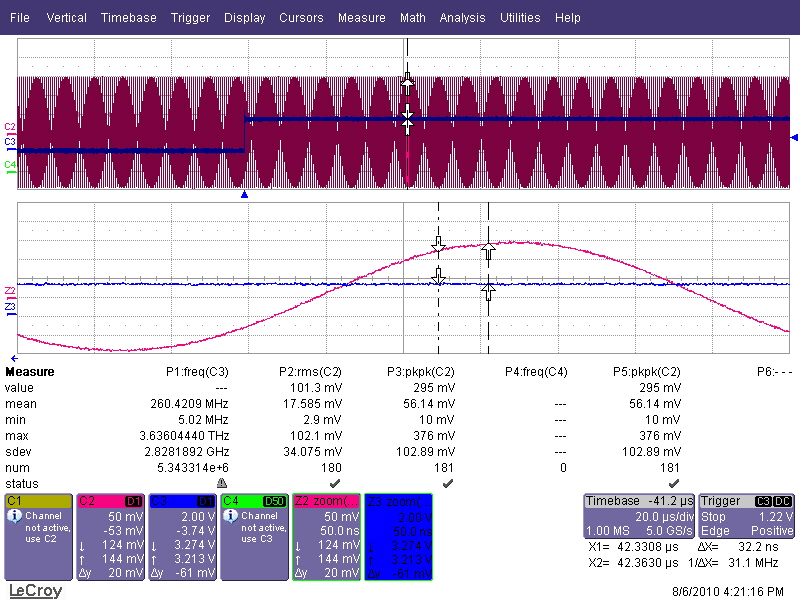 File Vertical Timebase Trigger Display Cursors Measure Math Analysis Utilities Help
C2
C3
C4
Z2
Z3
Measure P1:freq(C3) P2:rms(C2) P3:pkpk(C2) P4:freq(C4) P5:pkpk(C2) P6:- - -
value --- 101.3 mV 295 mV 295 mV
mean 260.4209 MHz 17.585 mV 56.14 mV --- 56.14 mV
min 5.02 MHz 2.9 mV 10 mV --- 10 mV
max 3.63604440 THz 102.1 mV 376 mV --- 376 mV
sdev 2.8281892 GHz 34.075 mV 102.89 mV --- 102.89 mV
num 5.343314e+6 180 181 0 181
status
C1
Channel
not active,
use C2
C2 D1
50 mV
-53 mV
↓ 124 mV
↑ 144 mV
Δy 20 mV
C3 D1
2.00 V
-3.74 V
↓ 3.274 V
↑ 3.213 V
Δy -61 mV
C4 D50
Channel
not active,
use C3
Z2 zoom(...
50 mV
50.0 ns
↓ 124 mV
↑ 144 mV
Δy 20 mV
Z3 zoom(...
2.00 V
50.0 ns
↓ 3.274 V
↑ 3.213 V
Δy -61 mV
Timebase -41.2 µs
20.0 µs/div
1.00 MS 5.0 GS/s
Trigger C3 DC
Stop 1.22 V
Edge Positive
X1= 42.3308 µs ΔX= 32.2 ns
X2= 42.3630 µs 1/ΔX= 31.1 MHz
LeCroy
8/6/2010 4:21:16 PM